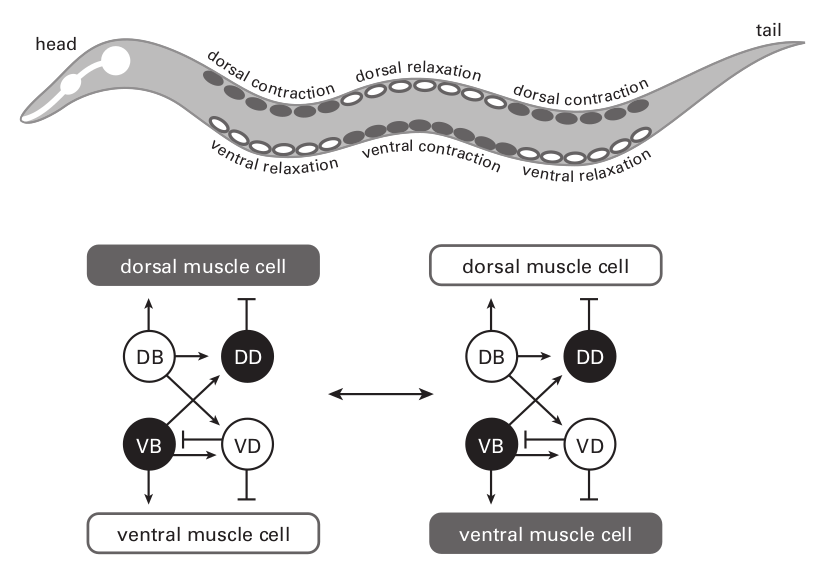 head
tail
dorsal contraction
dorsal relaxation
dorsal contraction
ventral relaxation
ventral contraction
ventral relaxation
dorsal muscle cell
dorsal muscle cell
DB
DD
DB
DD
VB
VD
VB
VD
ventral muscle cell
ventral muscle cell